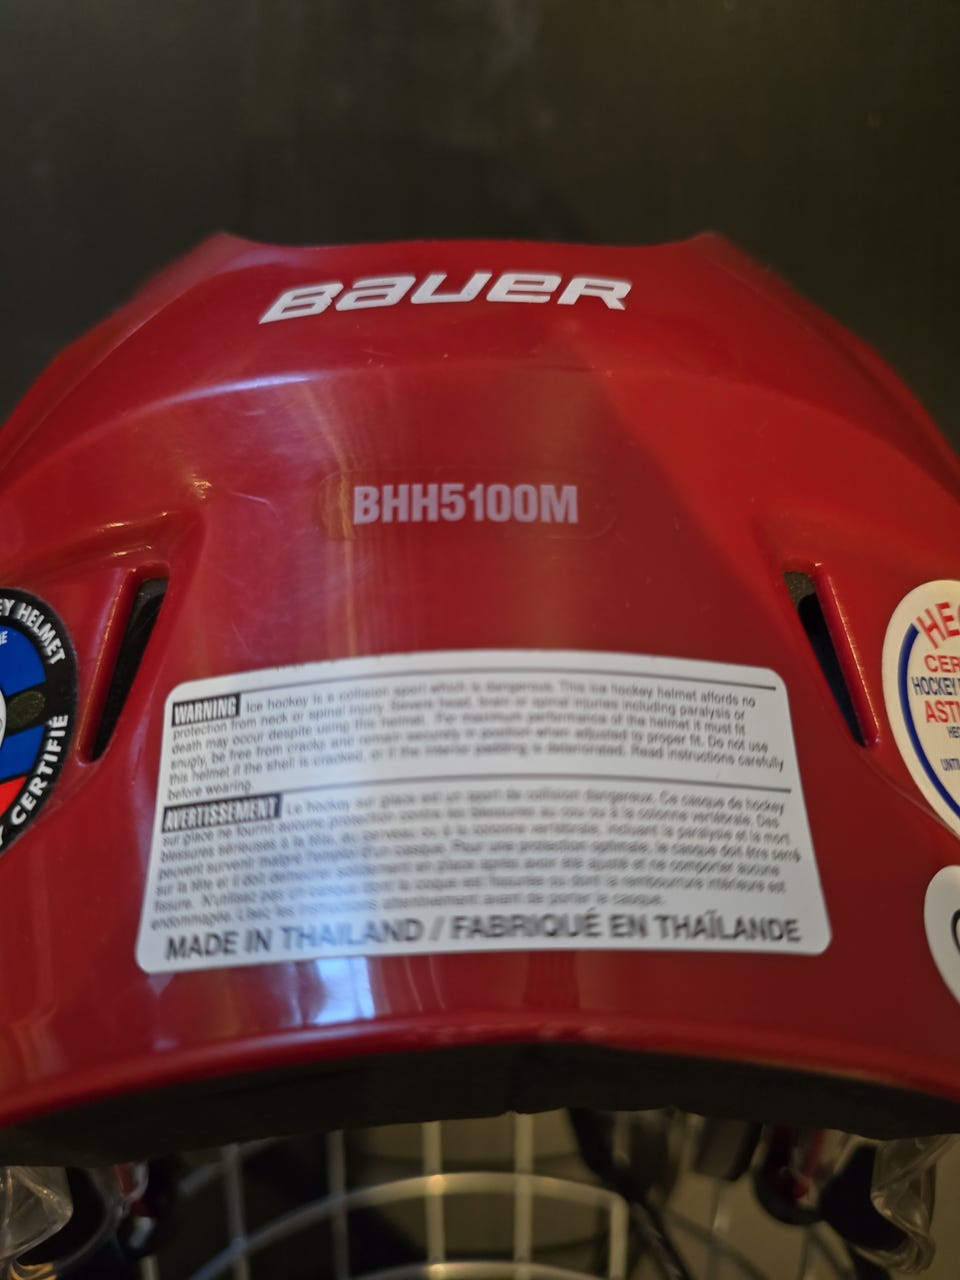 BAUER
BHH5100M
EY HELMET
IE
Y CERTIFIÉ
HEC
CER
HOCKEY
ASTM
HEC
UNTIL
WARNING Ice hockey is a collision sport which is dangerous. This ice hockey helmet affords no
protection from neck or spinal injury. Severe head, brain or spinal injuries including paralysis or
death may occur despite using this helmet. For maximum performance of the helmet it must fit
snugly, be free from cracks and remain securely in position when adjusted to proper fit. Do not use
this helmet if the shell is cracked, or if the interior padding is deteriorated. Read instructions carefully
before wearing.
AVERTISSEMENT Le hockey sur glace est un sport de collision dangereux. Ce casque de hockey
sur glace ne fournit aucune protection contre les blessures au cou ou à la colonne vertébrale. Des
blessures sérieuses à la tête, au cerveau ou à la colonne vertébrale, incluant la paralysie et la mort
peuvent survenir malgré l'emploi d'un casque. Pour une protection optimale, le casque doit être serré
sur la tête et il doit demeurer solidement en place après avoir été ajusté et ne comporter aucune
fissure. N'utilisez pas un casque dont la coque est fissurée ou dont la rembourrure intérieure est
endommagée. Lisez les instructions attentivement avant de porter le casque.
MADE IN THAILAND / FABRIQUÉ EN THAÏLANDE